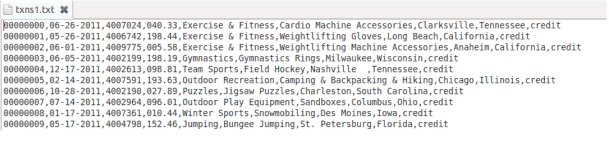 txns1.txt
00000000,06-26-2011,4007024,040.33,Exercise & Fitness,Cardio Machine Accessories,Clarksville,Tennessee,credit
00000001,05-26-2011,4006742,198.44,Exercise & Fitness,Weightlifting Gloves,Long Beach,California,credit
00000002,06-01-2011,4009775,005.58,Exercise & Fitness,Weightlifting Machine Accessories,Anaheim,California,credit
00000003,06-05-2011,4002199,198.19,Gymnastics,Gymnastics Rings,Milwaukee,Wisconsin,credit
00000004,12-17-2011,4002613,098.81,Team Sports,Field Hockey,Nashville  ,Tennessee,credit
00000005,02-14-2011,4007591,193.63,Outdoor Recreation,Camping & Backpacking & Hiking,Chicago,Illinois,credit
00000006,10-28-2011,4002190,027.89,Puzzles,Jigsaw Puzzles,Charleston,South Carolina,credit
00000007,07-14-2011,4002964,096.01,Outdoor Play Equipment,Sandboxes,Columbus,Ohio,credit
00000008,01-17-2011,4007361,010.44,Winter Sports,Snowmobiling,Des Moines,Iowa,credit
00000009,05-17-2011,4004798,152.46,Jumping,Bungee Jumping,St. Petersburg,Florida,credit